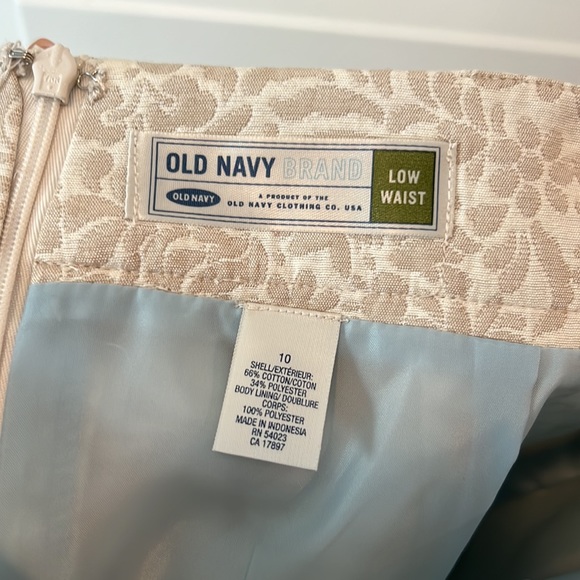 OLD NAVY BRAND
LOW
WAIST
OLD NAVY
A PRODUCT OF THE
OLD NAVY CLOTHING CO. USA
10
SHELL/EXTÉRIEUR:
66% COTTON/COTON
34% POLYESTER
BODY LINING/ DOUBLURE
CORPS:
100% POLYESTER
MADE IN INDONESIA
RN 54023
CA 17897